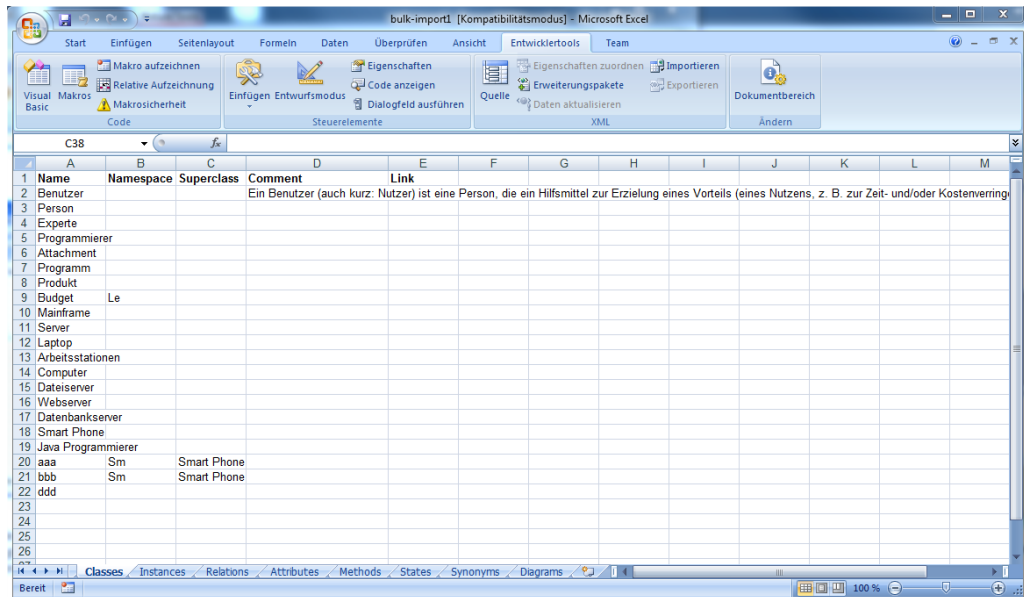 bulk-import1 [Kompatibilitätsmodus] - Microsoft Excel
Start Einfügen Seitenlayout Formeln Daten Überprüfen Ansicht Entwicklertools Team
Visual Basic
Makros
Makro aufzeichnen
Relative Aufzeichnung
Makrosicherheit
Code
Einfügen
Entwurfsmodus
Eigenschaften
Code anzeigen
Dialogfeld ausführen
Steuerelemente
Quelle
Eigenschaften zuordnen
Erweiterungspakete
Daten aktualisieren
Importieren
Exportieren
XML
Dokumentbereich
Ändern
C38 fx
A B C D E F G H I J K L M
1 Name Namespace Superclass Comment Link
2 Benutzer Ein Benutzer (auch kurz: Nutzer) ist eine Person, die ein Hilfsmittel zur Erzielung eines Vorteils (eines Nutzens, z. B. zur Zeit- und/oder Kostenverring
3 Person
4 Experte
5 Programmierer
6 Attachment
7 Programm
8 Produkt
9 Budget Le
10 Mainframe
11 Server
12 Laptop
13 Arbeitsstationen
14 Computer
15 Dateiserver
16 Webserver
17 Datenbankserver
18 Smart Phone
19 Java Programmierer
20 aaa Sm Smart Phone
21 bbb Sm Smart Phone
22 ddd
23
24
25
26
Classes Instances Relations Attributes Methods States Synonyms Diagrams
Bereit 100 %